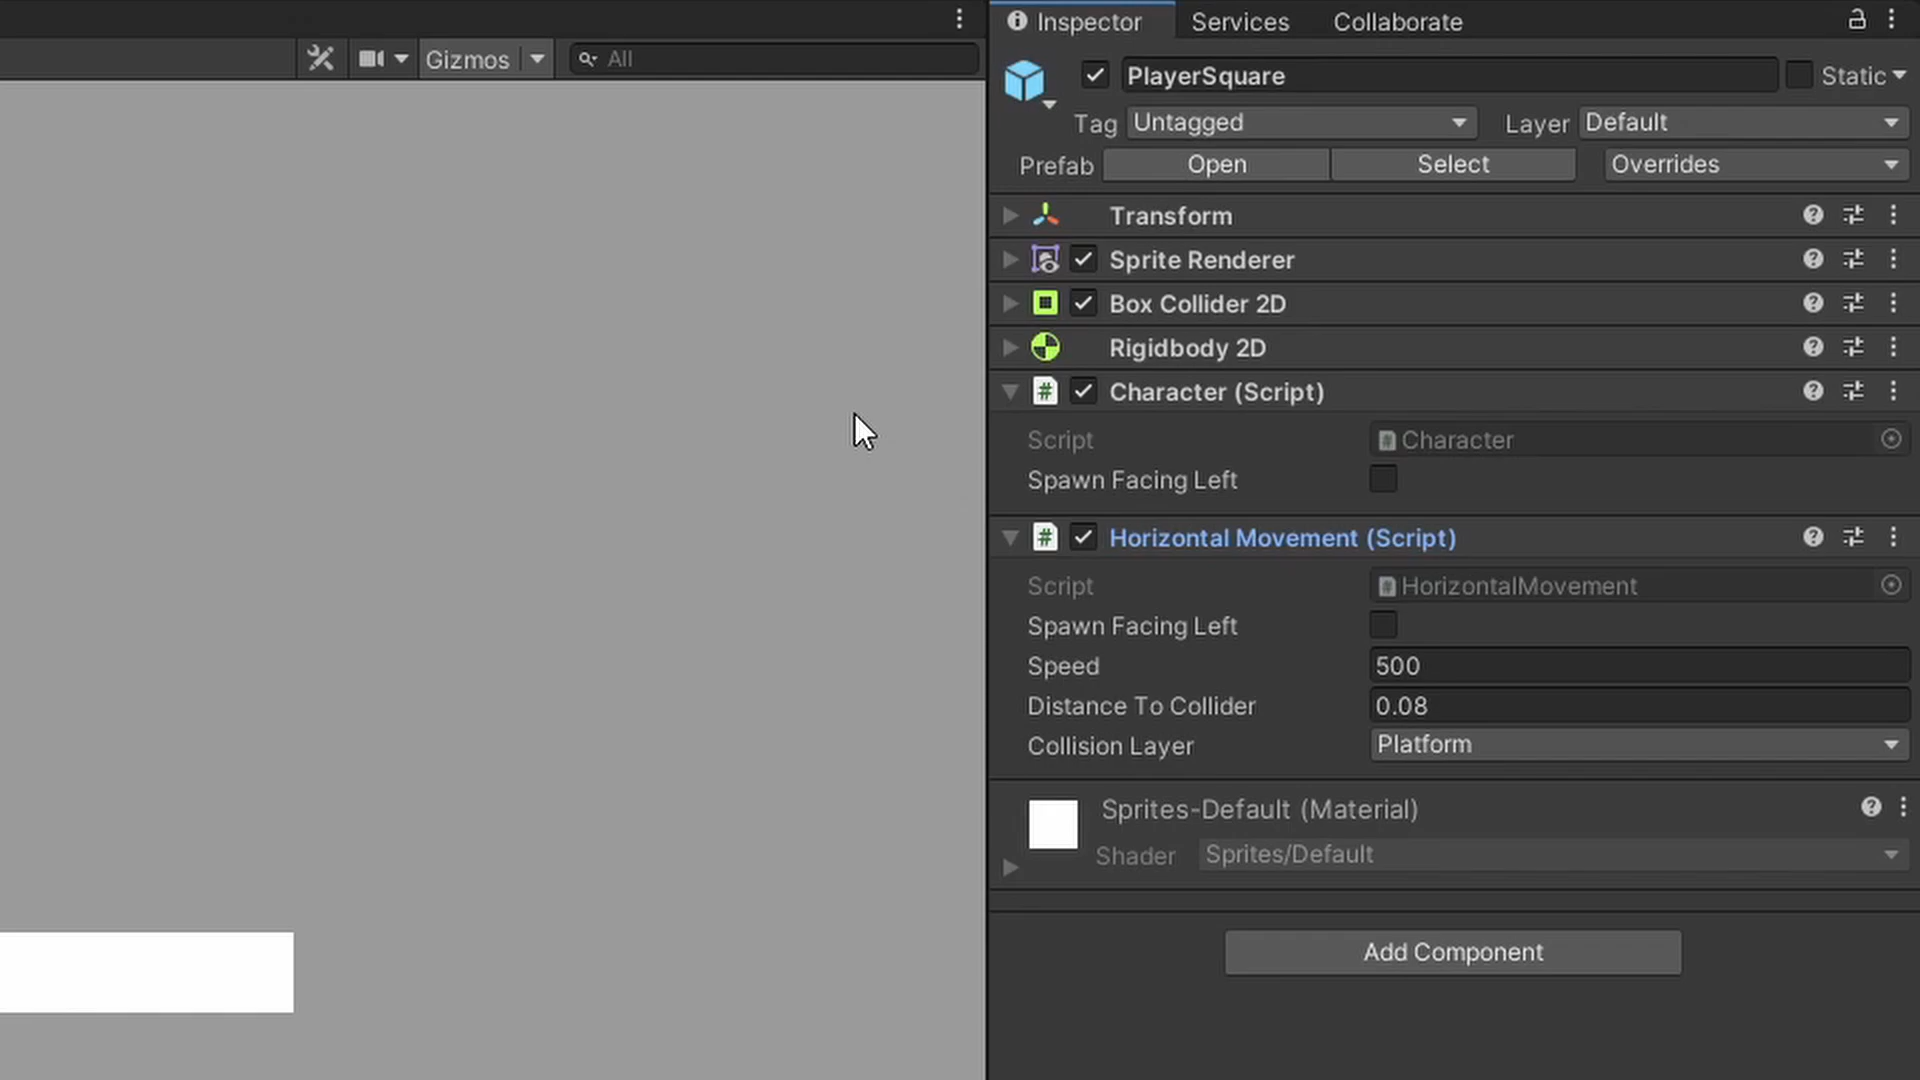 Inspector Services Collaborate
Gizmos All
PlayerSquare Static
Tag Untagged Layer Default
Prefab Open Select Overrides
Transform
Sprite Renderer
Box Collider 2D
Rigidbody 2D
Character (Script)
Script Character
Spawn Facing Left
Horizontal Movement (Script)
Script HorizontalMovement
Spawn Facing Left
Speed 500
Distance To Collider 0.08
Collision Layer Platform
Sprites-Default (Material)
Shader Sprites/Default
Add Component